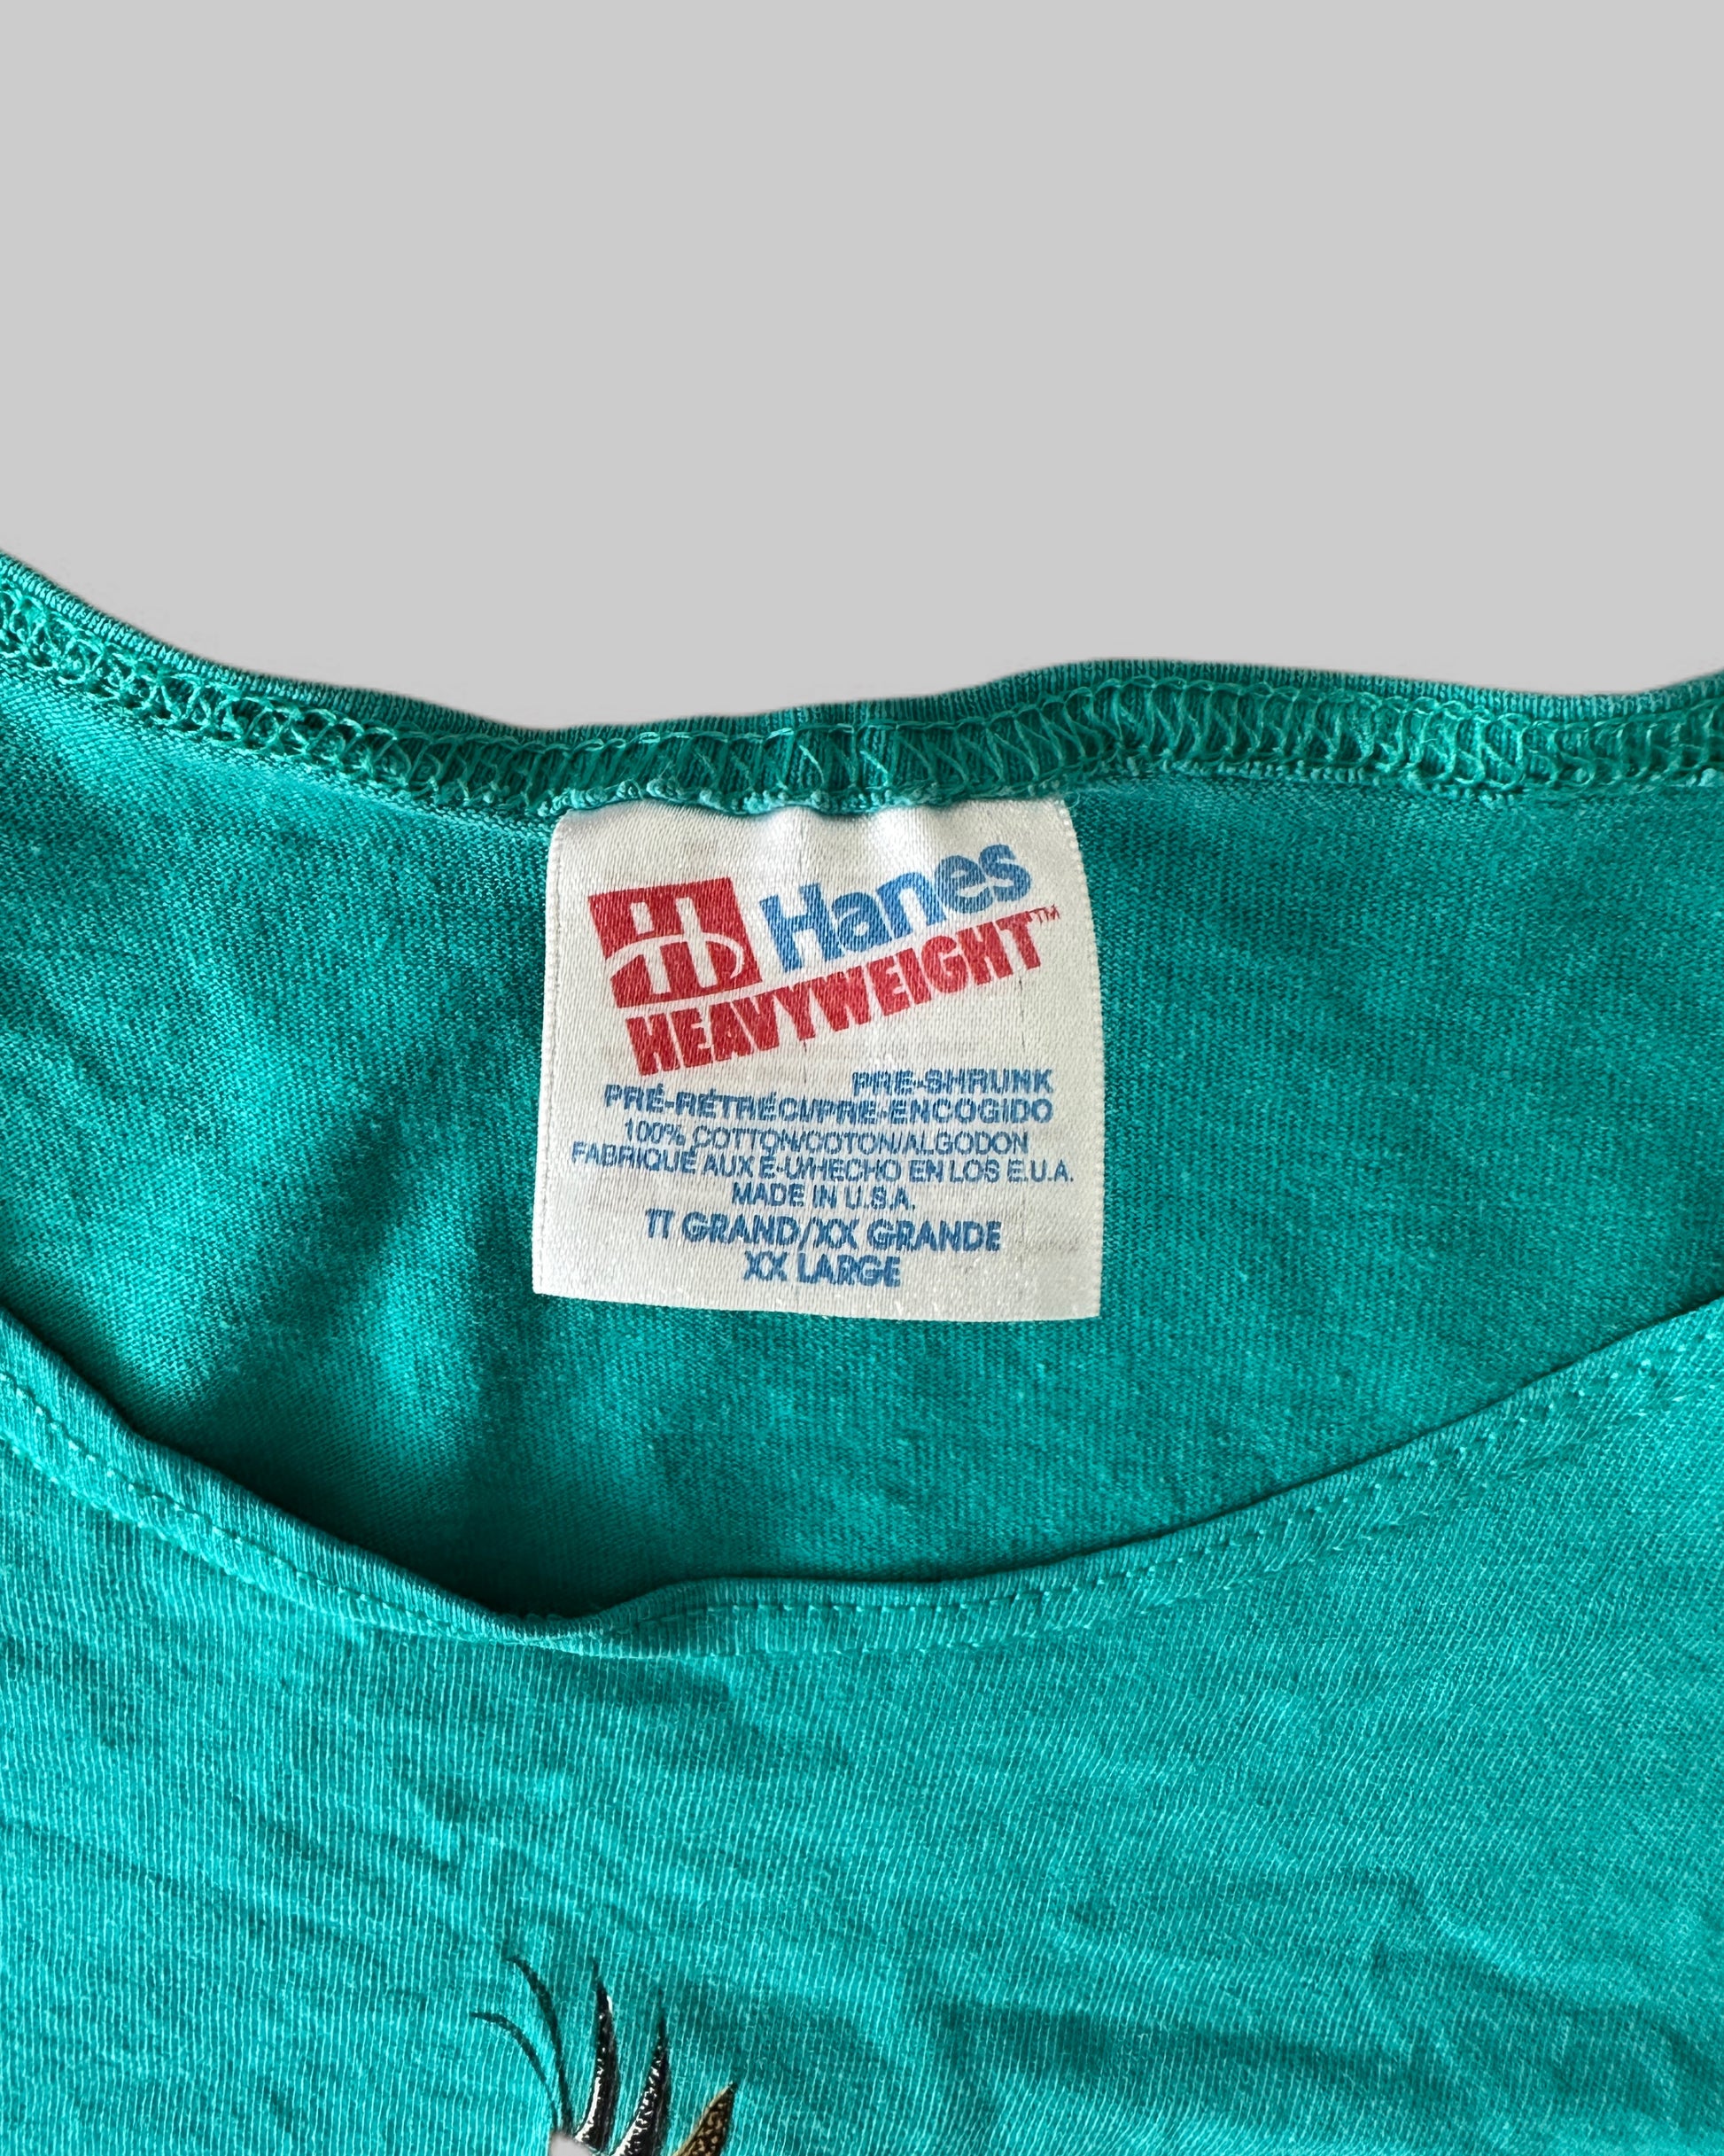 Hanes
HEAVYWEIGHT™
PRE-SHRUNK
PRÉ-RÉTRÉCI/PRE-ENCOGIDO
100% COTTON/COTON/ALGODON
FABRIQUÉ AUX É-U/HECHO EN LOS E.U.A.
MADE IN U.S.A.
TT GRAND/XX GRANDE
XX LARGE